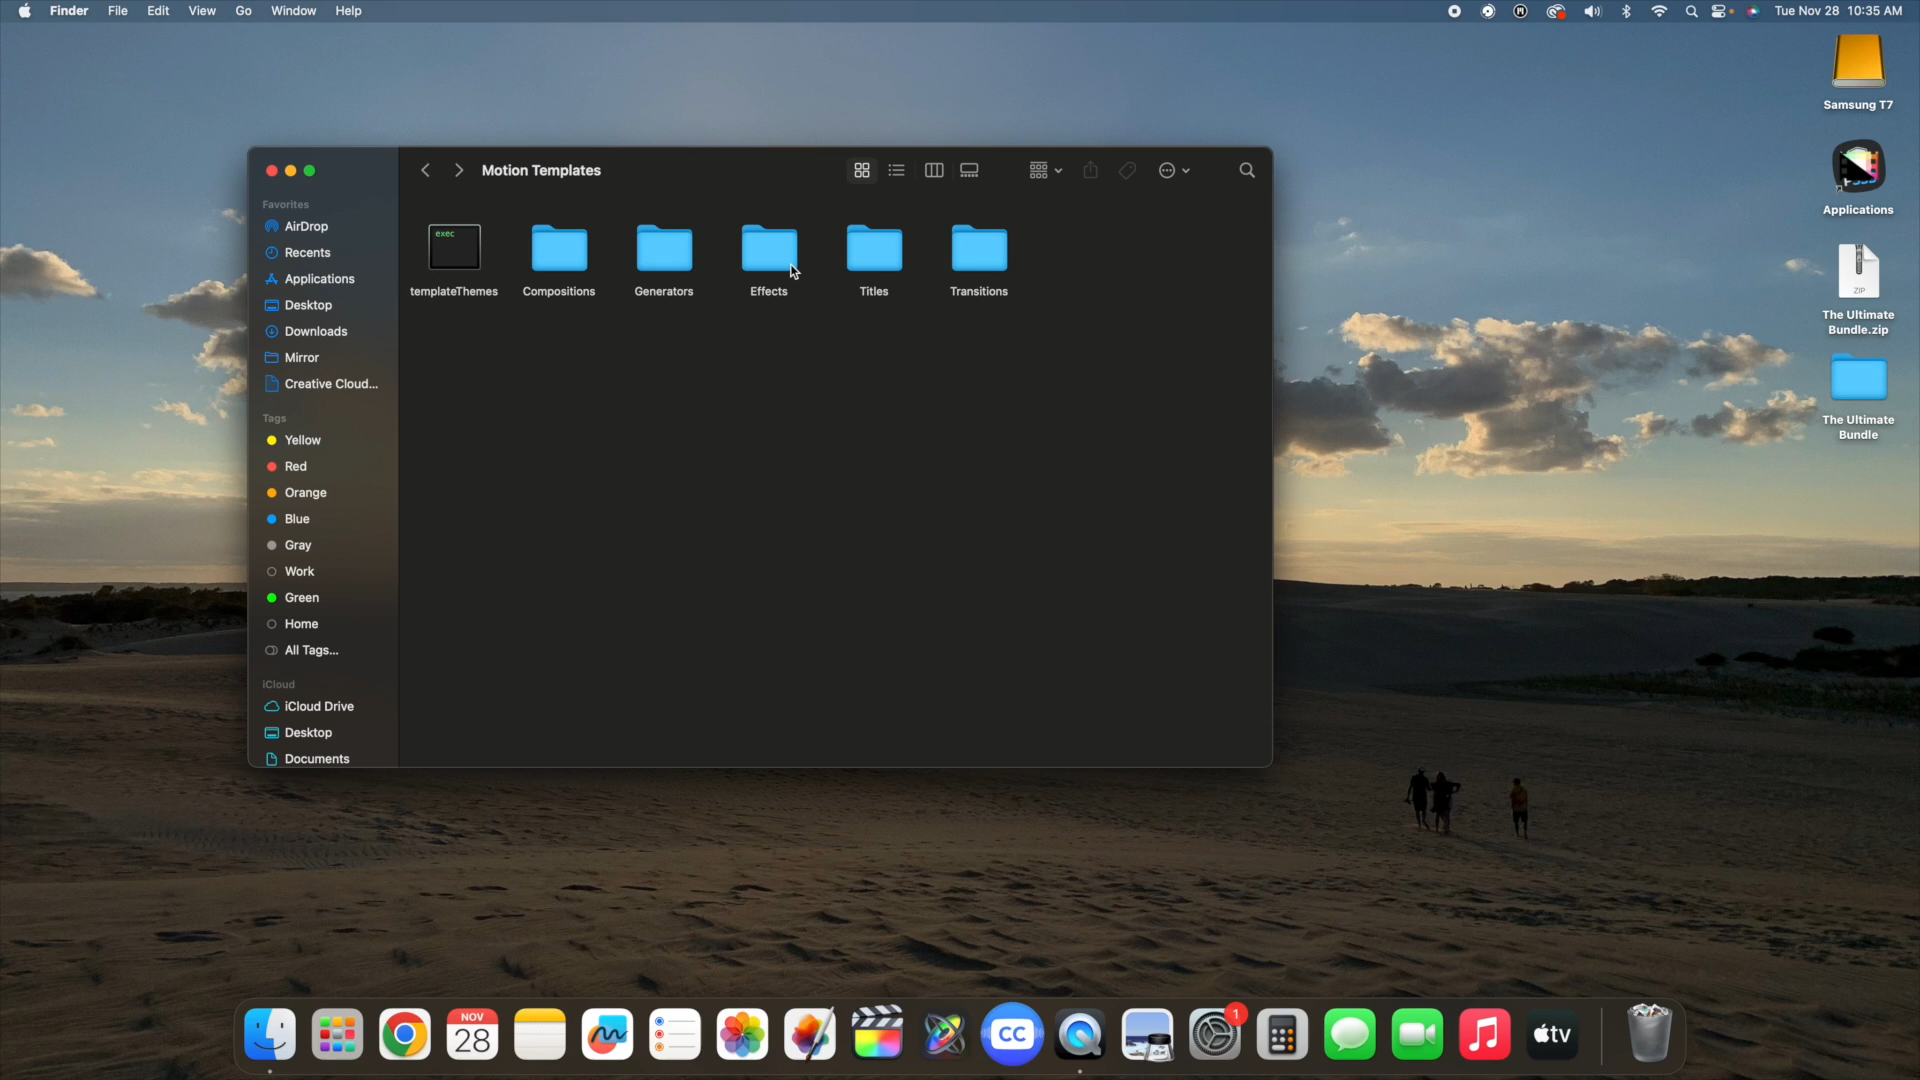 Finder File Edit View Go Window Help
Tue Nov 28 10:35 AM
Samsung T7
Applications
ZIP
The Ultimate
Bundle.zip
The Ultimate
Bundle
Motion Templates
Favorites
AirDrop
Recents
Applications
Desktop
Downloads
Mirror
Creative Cloud...
Tags
Yellow
Red
Orange
Blue
Gray
Work
Green
Home
All Tags...
iCloud
iCloud Drive
Desktop
Documents
exec
templateThemes
Compositions
Generators
Effects
Titles
Transitions
NOV
28
CC
1
tv